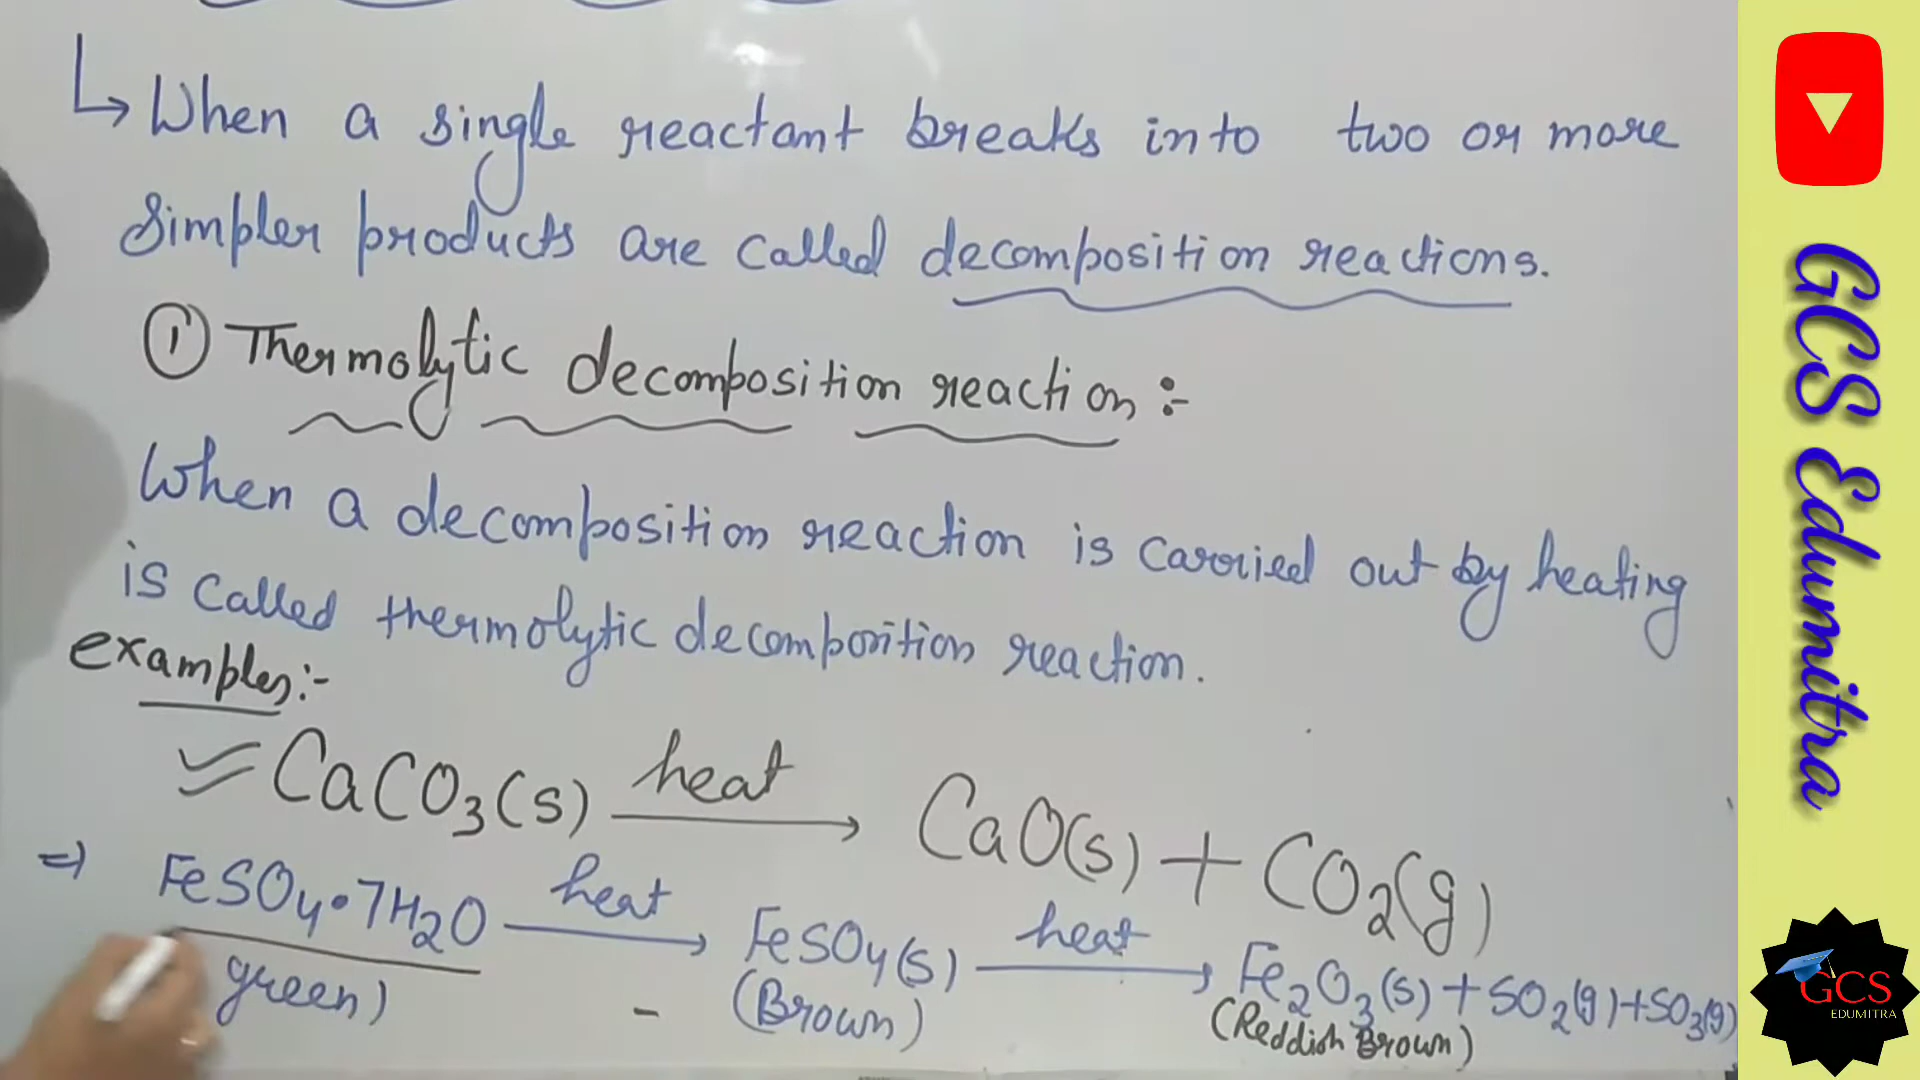 ↳ When a single reactant breaks into two or more
simpler products are called decomposition reactions.
① Thermolytic decomposition reaction :-
When a decomposition reaction is carried out by heating
is called thermolytic decomposition reaction.
examples:-
CaCO₃(s) heat → CaO(s) + CO₂(g)
⇒ FeSO₄·7H₂O heat → FeSO₄(s) heat → Fe₂O₃(s) + SO₂(g) + SO₃(g)
green) - (Brown) (Reddish Brown)
GCS Edumitra
GCS
EDUMITRA